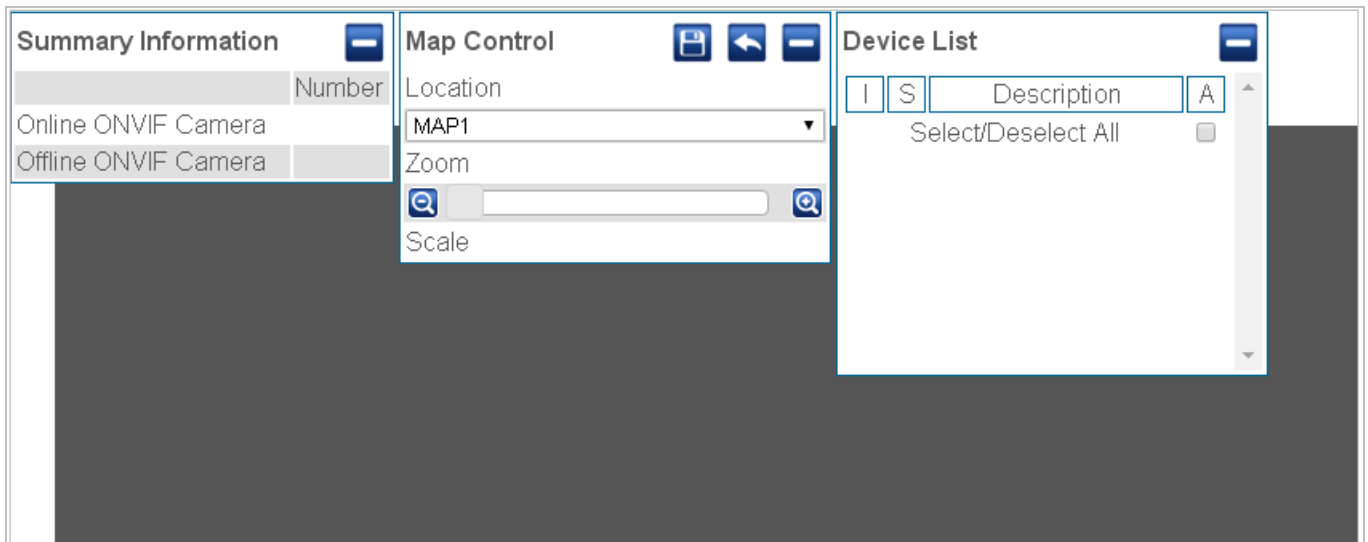 Summary Information
Number
Online ONVIF Camera
Offline ONVIF Camera
Map Control
Location
MAP1
Zoom
Scale
Device List
I S Description A
Select/Deselect All